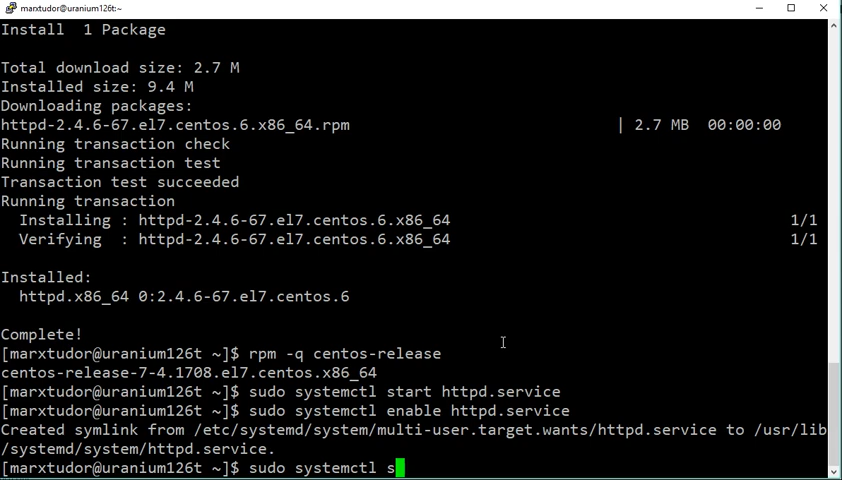 marxtudor@uranium126t:~
Install  1 Package
Total download size: 2.7 M
Installed size: 9.4 M
Downloading packages:
httpd-2.4.6-67.el7.centos.6.x86_64.rpm                             | 2.7 MB  00:00:00
Running transaction check
Running transaction test
Transaction test succeeded
Running transaction
  Installing : httpd-2.4.6-67.el7.centos.6.x86_64                                     1/1
  Verifying  : httpd-2.4.6-67.el7.centos.6.x86_64                                     1/1
Installed:
  httpd.x86_64 0:2.4.6-67.el7.centos.6
Complete!
[marxtudor@uranium126t ~]$ rpm -q centos-release
centos-release-7-4.1708.el7.centos.x86_64
[marxtudor@uranium126t ~]$ sudo systemctl start httpd.service
[marxtudor@uranium126t ~]$ sudo systemctl enable httpd.service
Created symlink from /etc/systemd/system/multi-user.target.wants/httpd.service to /usr/lib
/systemd/system/httpd.service.
[marxtudor@uranium126t ~]$ sudo systemctl s